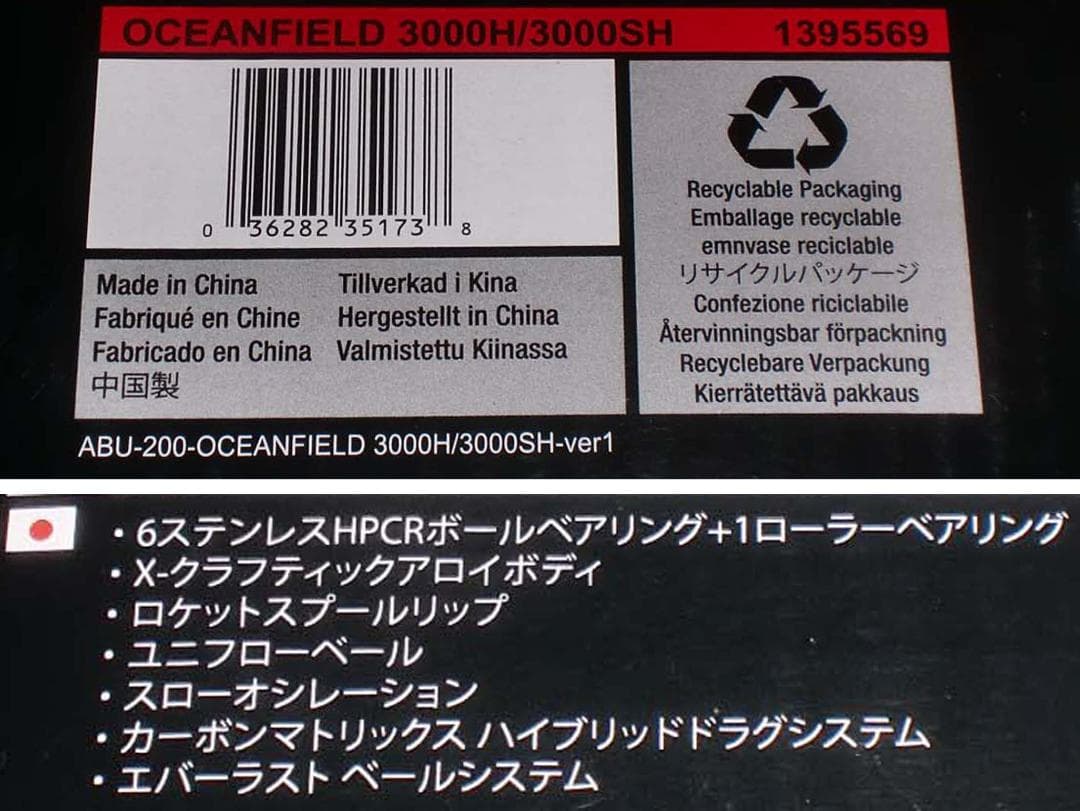 OCEANFIELD 3000H/3000SH 1395569
0 36282 35173 8
Made in China Tillverkad i Kina
Fabriqué en Chine Hergestellt in China
Fabricado en China Valmistettu Kiinassa
中国製
Recyclable Packaging
Emballage recyclable
emnvase reciclable
リサイクルパッケージ
Confezione riciclabile
Återvinningsbar förpackning
Recyclebare Verpackung
Kierrätettävä pakkaus
ABU-200-OCEANFIELD 3000H/3000SH-ver1
・6ステンレスHPCRボールベアリング+1ローラーベアリング
・X-クラフティックアロイボディ
・ロケットスプールリップ
・ユニフローベール
・スローオシレーション
・カーボンマトリックス ハイブリッドドラグシステム
・エバーラスト ベールシステム